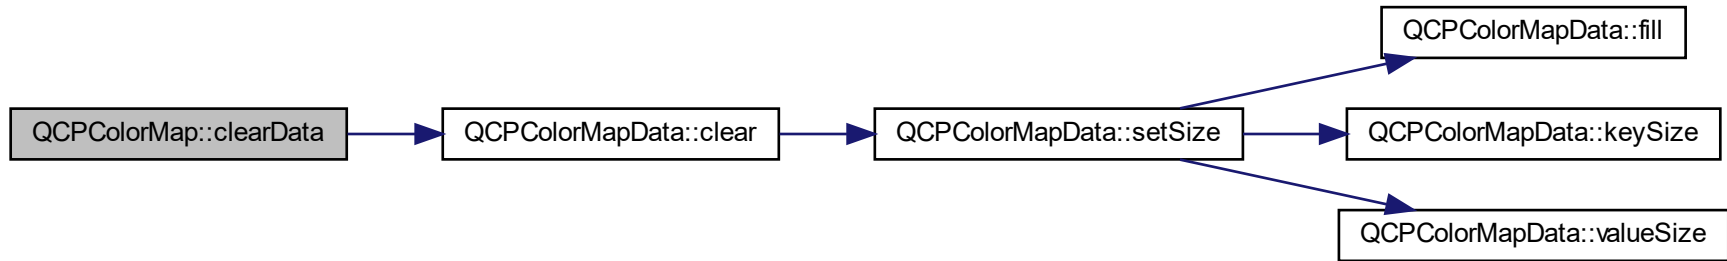 QCPColorMapData::fill
QCPColorMap::clearData
QCPColorMapData::clear
QCPColorMapData::setSize
QCPColorMapData::keySize
QCPColorMapData::valueSize